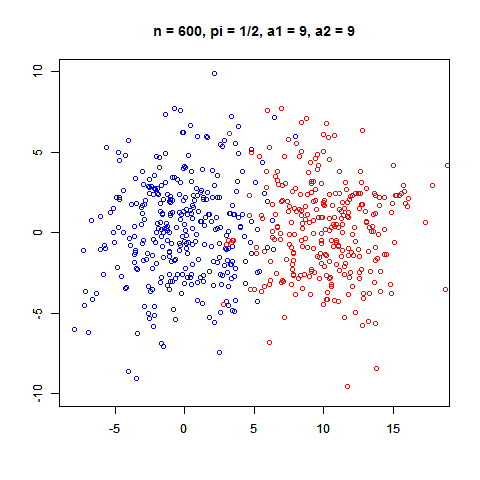 n = 600, pi = 1/2, a1 = 9, a2 = 9
10
5
0
-5
-10
-5 0 5 10 15